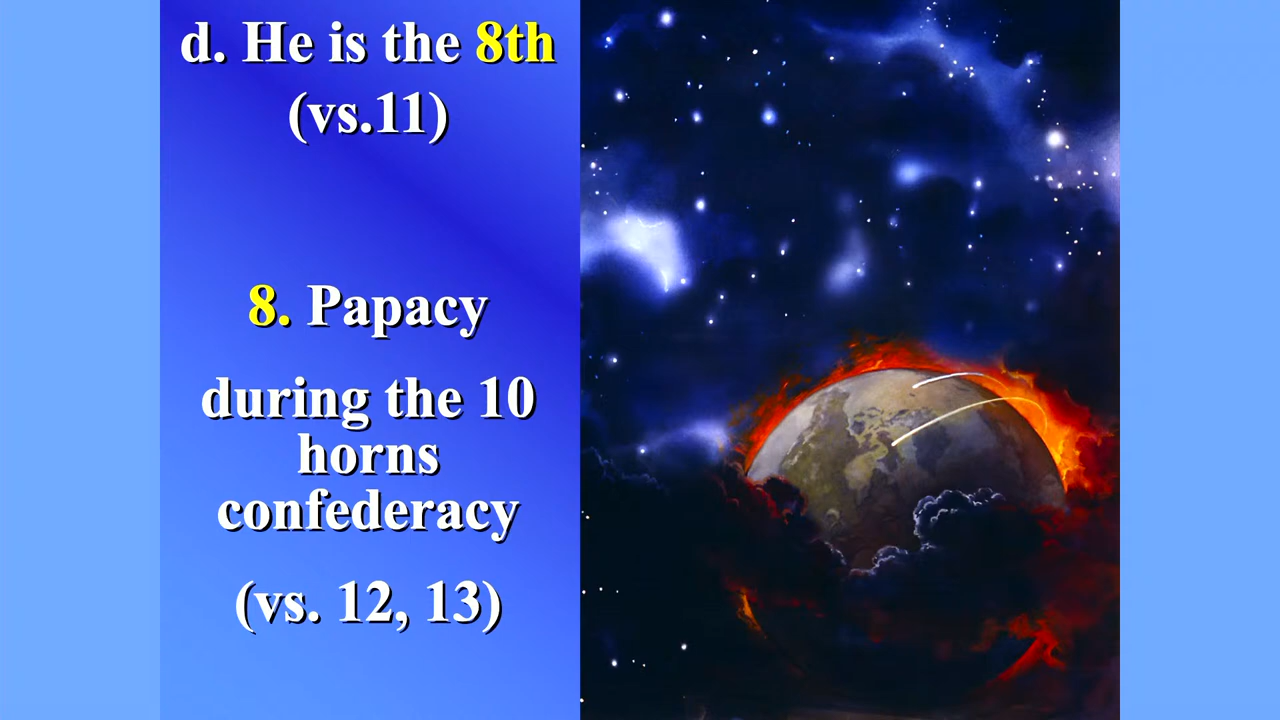 d. He is the 8th
(vs.11)
8. Papacy
during the 10
horns
confederacy
(vs. 12, 13)